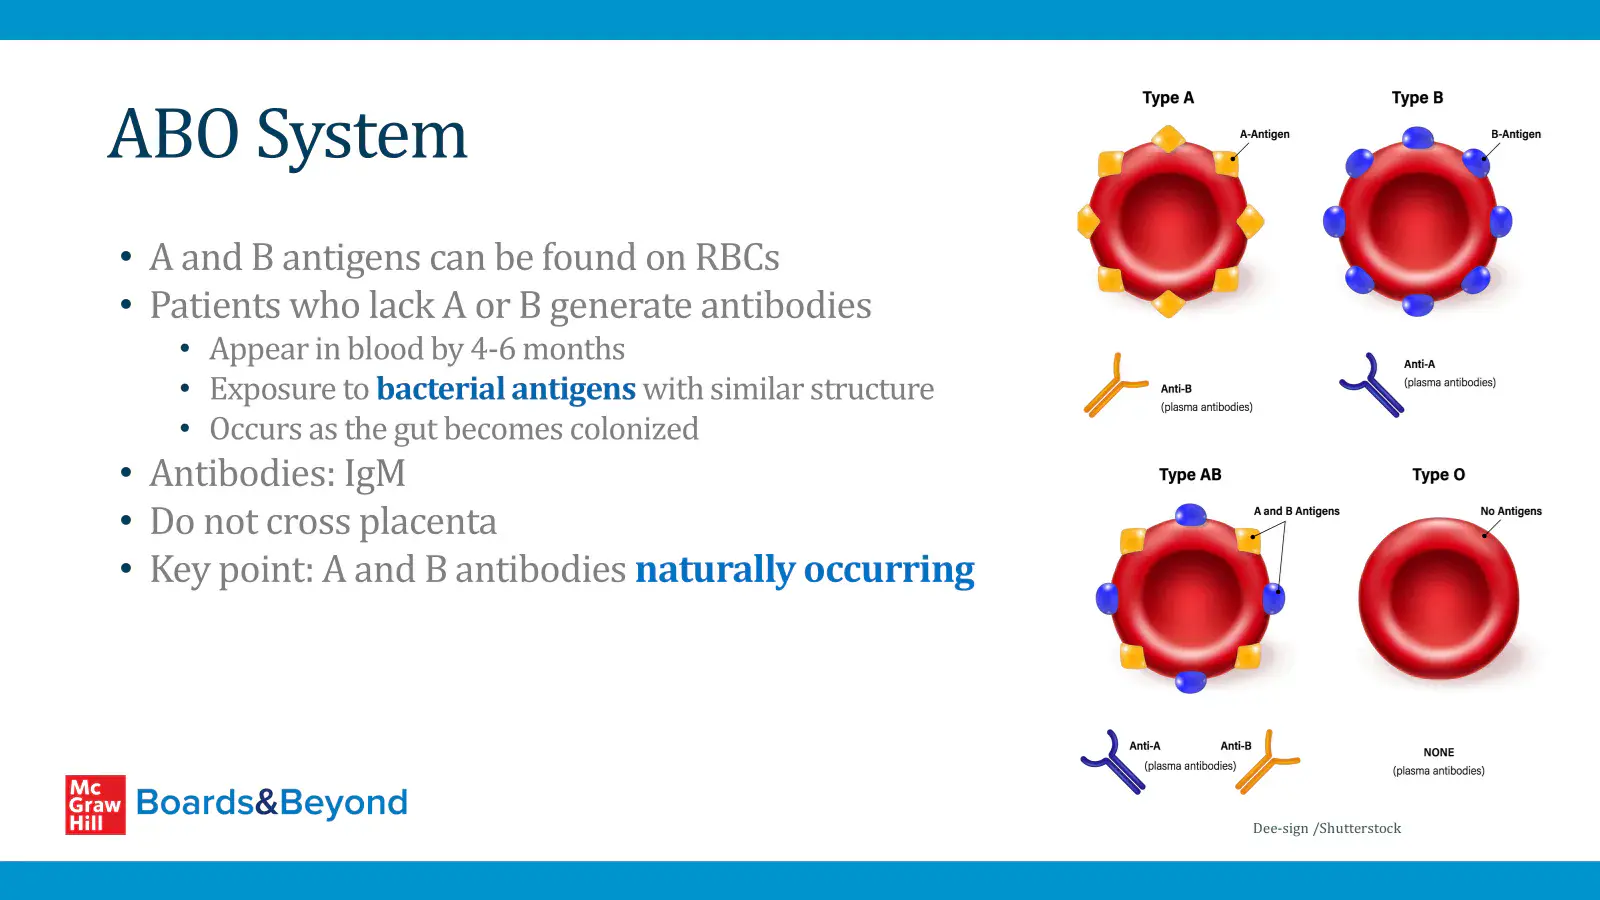 ABO System
• A and B antigens can be found on RBCs
• Patients who lack A or B generate antibodies
• Appear in blood by 4-6 months
• Exposure to bacterial antigens with similar structure
• Occurs as the gut becomes colonized
• Antibodies: IgM
• Do not cross placenta
• Key point: A and B antibodies naturally occurring
Type A
A-Antigen
Anti-B
(plasma antibodies)
Type B
B-Antigen
Anti-A
(plasma antibodies)
Type AB
A and B Antigens
Anti-A
Anti-B
(plasma antibodies)
Type O
No Antigens
NONE
(plasma antibodies)
Dee-sign /Shutterstock
Mc
Graw
Hill
Boards&Beyond